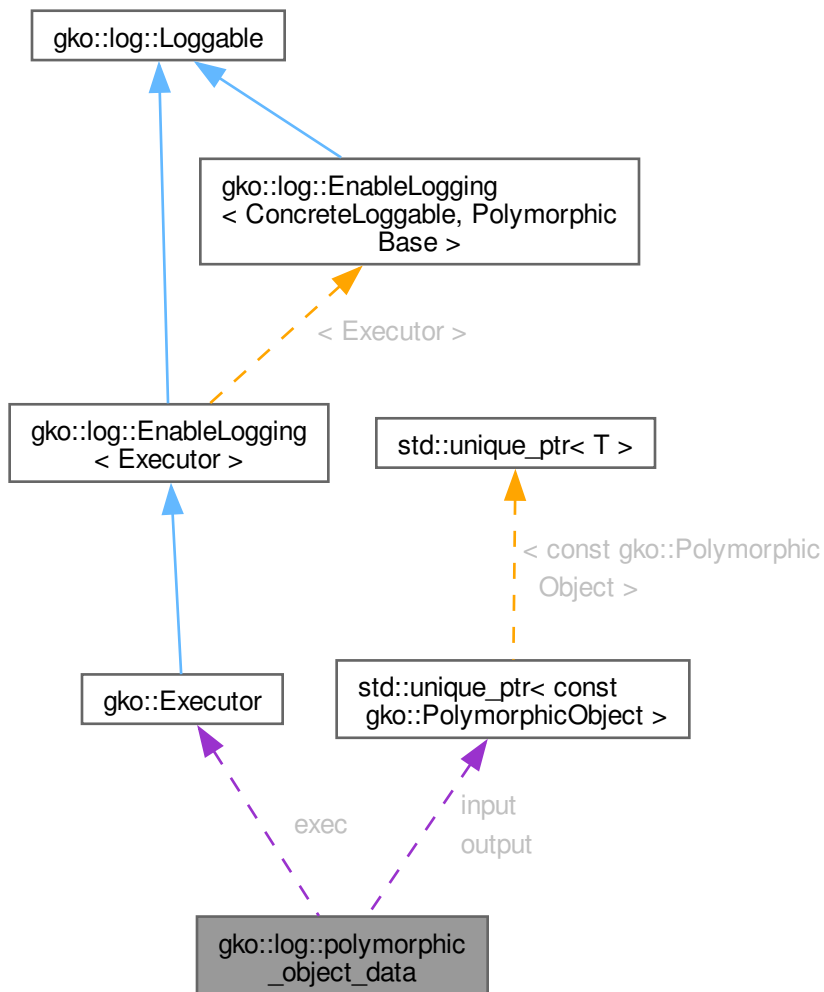 gko::log::Loggable
gko::log::EnableLogging
< ConcreteLoggable, Polymorphic
Base >
< Executor >
gko::log::EnableLogging
< Executor >
std::unique_ptr< T >
< const gko::Polymorphic
Object >
gko::Executor
std::unique_ptr< const
gko::PolymorphicObject >
exec
input
output
gko::log::polymorphic
_object_data